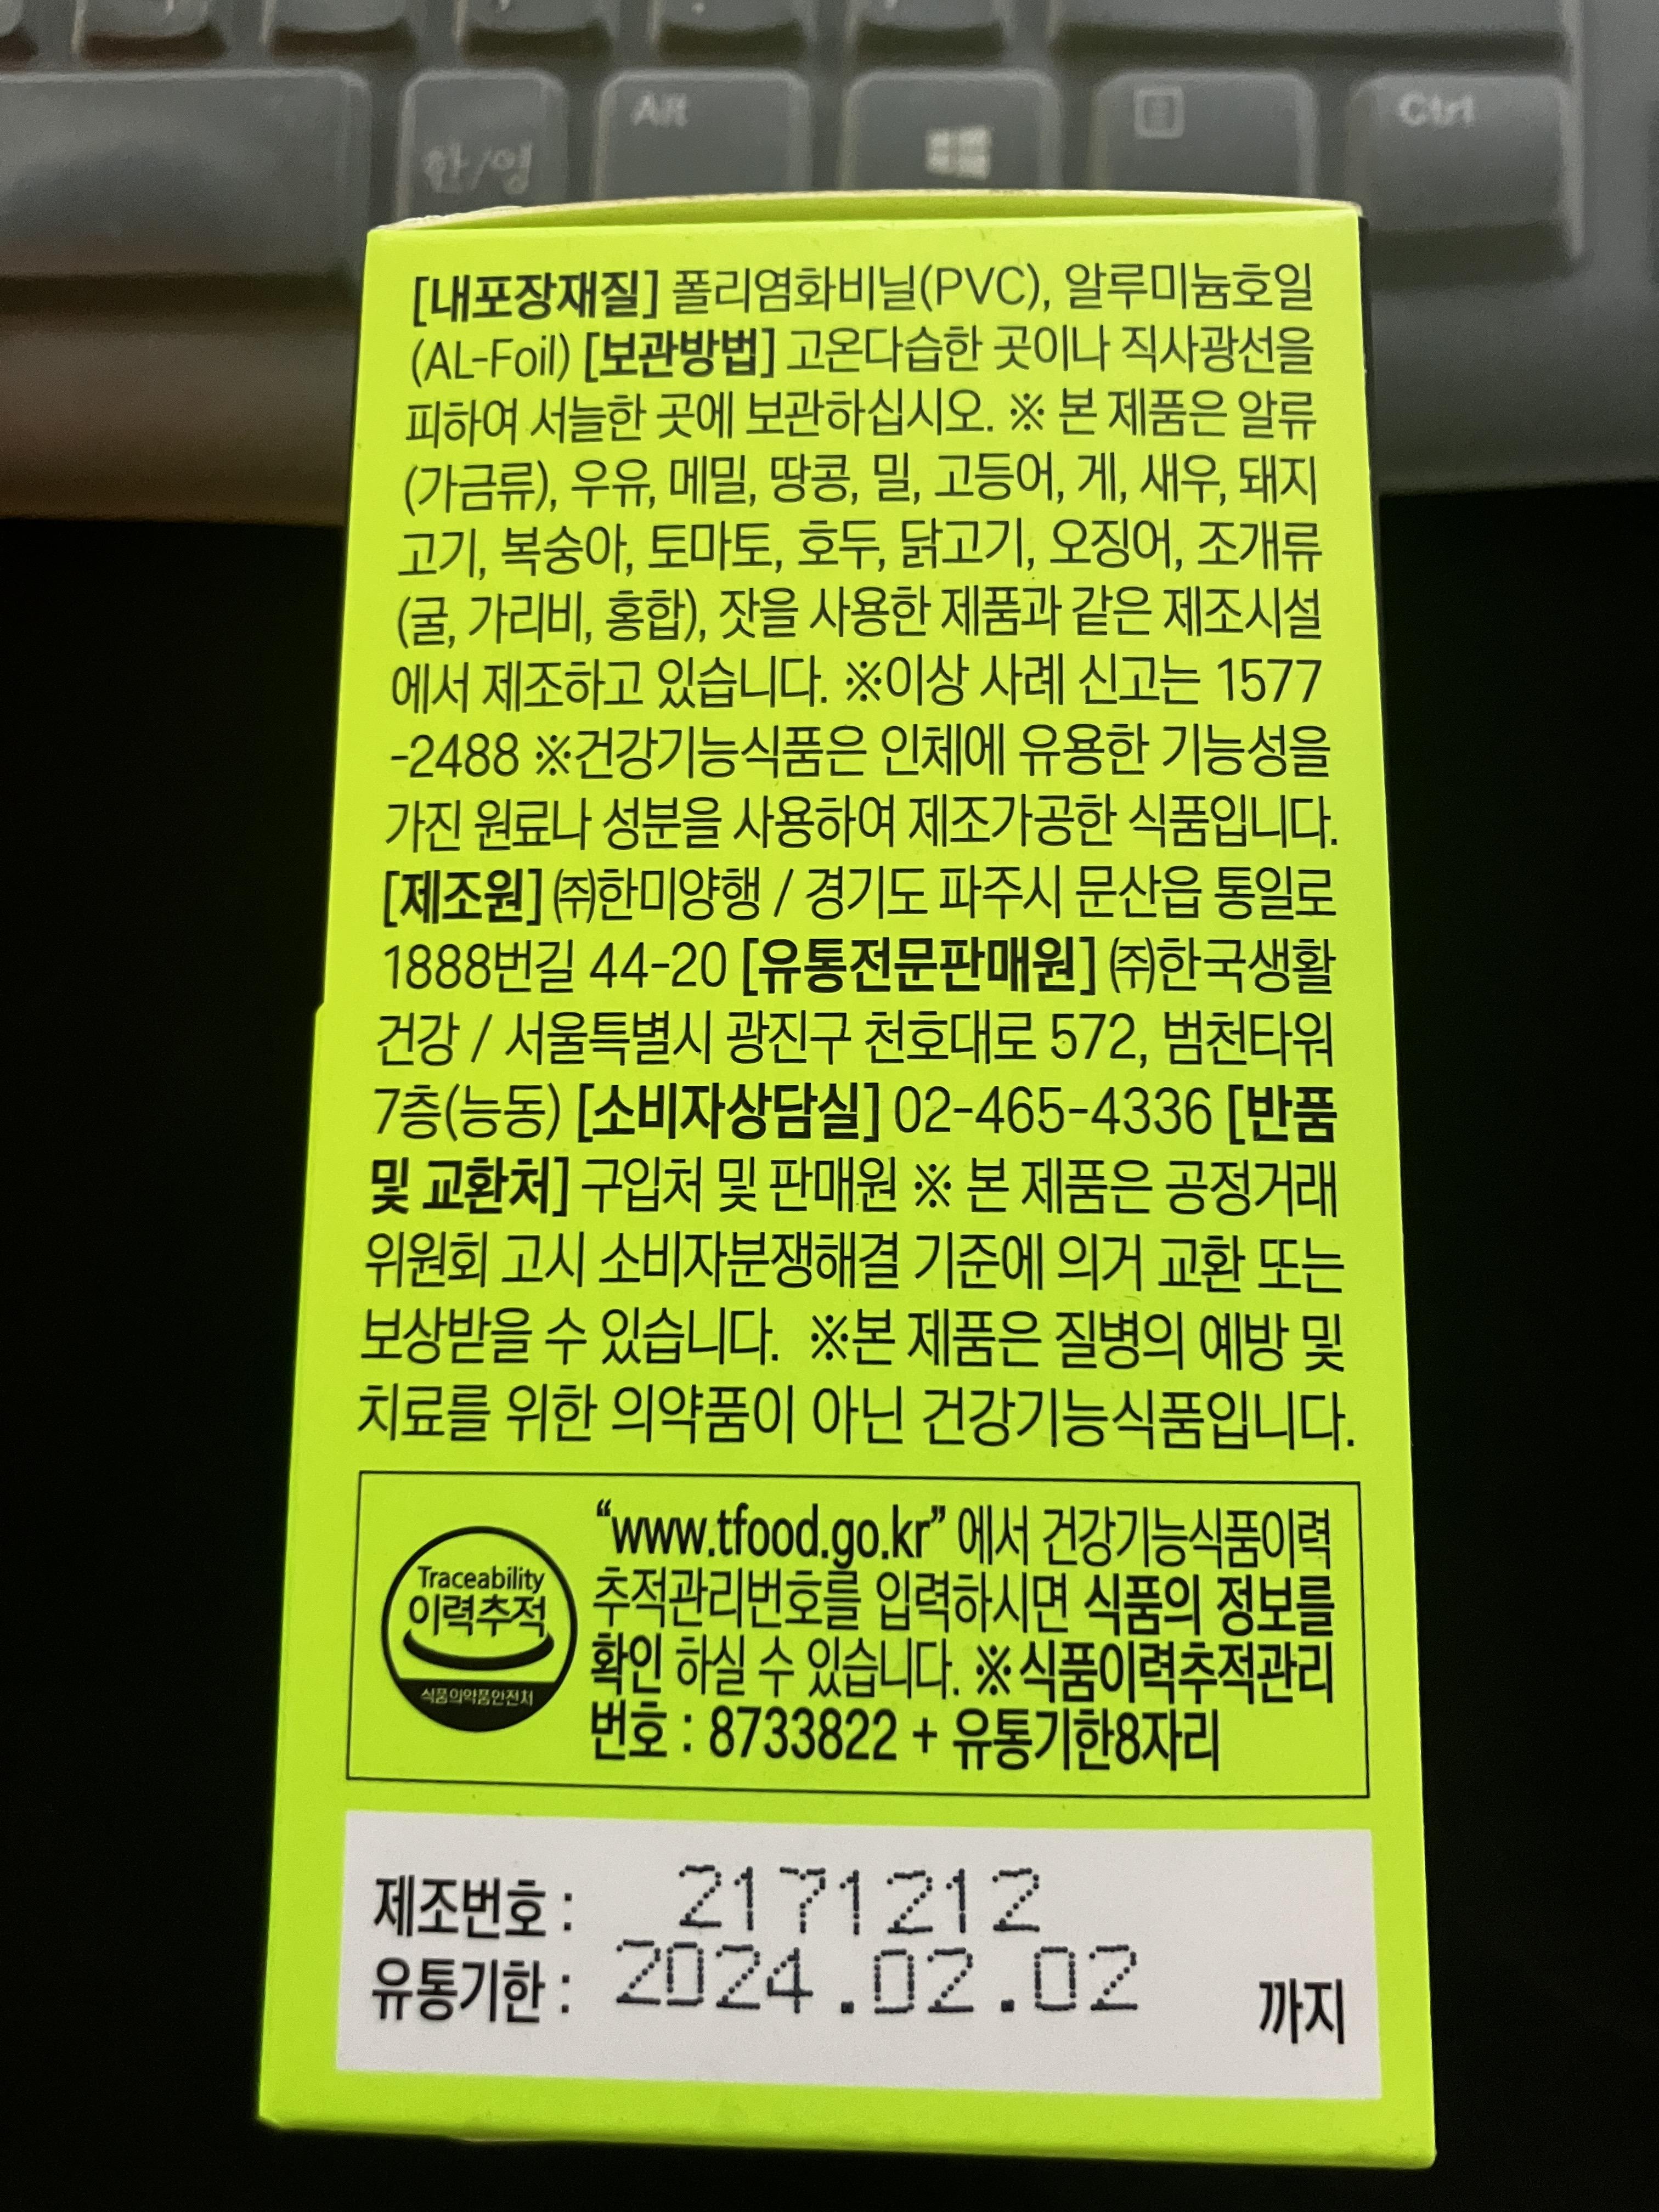 한/영
Alt
Ctrl
[내포장재질] 폴리염화비닐(PVC), 알루미늄호일
(AL-Foil) [보관방법] 고온다습한 곳이나 직사광선을
피하여 서늘한 곳에 보관하십시오. ※ 본 제품은 알류
(가금류), 우유, 메밀, 땅콩, 밀, 고등어, 게, 새우, 돼지
고기, 복숭아, 토마토, 호두, 닭고기, 오징어, 조개류
(굴, 가리비, 홍합), 잣을 사용한 제품과 같은 제조시설
에서 제조하고 있습니다. ※이상 사례 신고는 1577
-2488 ※건강기능식품은 인체에 유용한 기능성을
가진 원료나 성분을 사용하여 제조가공한 식품입니다.
[제조원] ㈜한미양행 / 경기도 파주시 문산읍 통일로
1888번길 44-20 [유통전문판매원] ㈜한국생활
건강 / 서울특별시 광진구 천호대로 572, 범천타워
7층(능동) [소비자상담실] 02-465-4336 [반품
및 교환처] 구입처 및 판매원 ※ 본 제품은 공정거래
위원회 고시 소비자분쟁해결 기준에 의거 교환 또는
보상받을 수 있습니다. ※본 제품은 질병의 예방 및
치료를 위한 의약품이 아닌 건강기능식품입니다.
Traceability
이력추적
식품의약품안전처
“www.tfood.go.kr” 에서 건강기능식품이력
추적관리번호를 입력하시면 식품의 정보를
확인 하실 수 있습니다. ※식품이력추적관리
번호 : 8733822 + 유통기한8자리
제조번호 : 2171212
유통기한 : 2024.02.02 까지